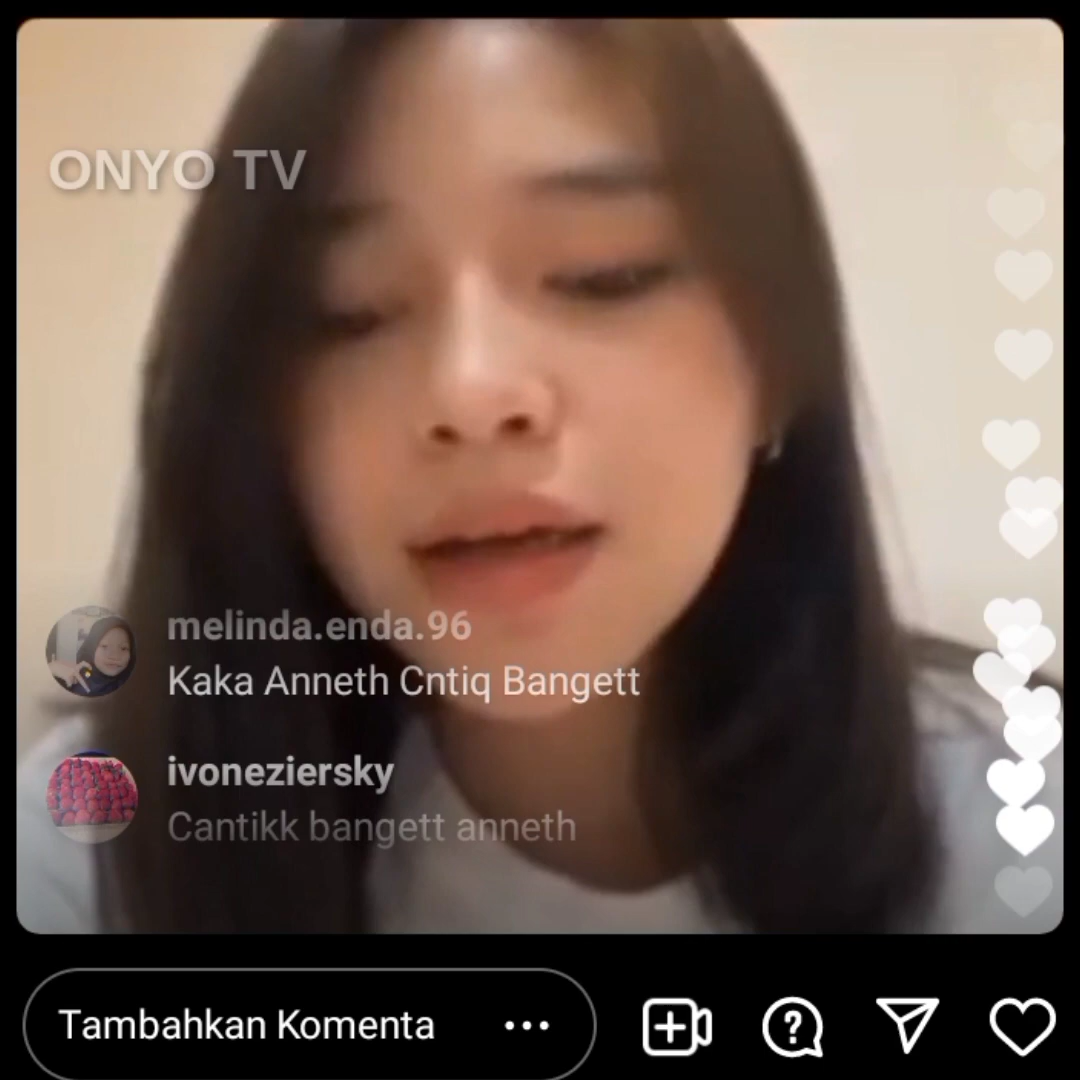 ONYO TV
melinda.enda.96
Kaka Anneth Cntiq Bangett
ivoneziersky
Cantikk bangett anneth
Tambahkan Komenta